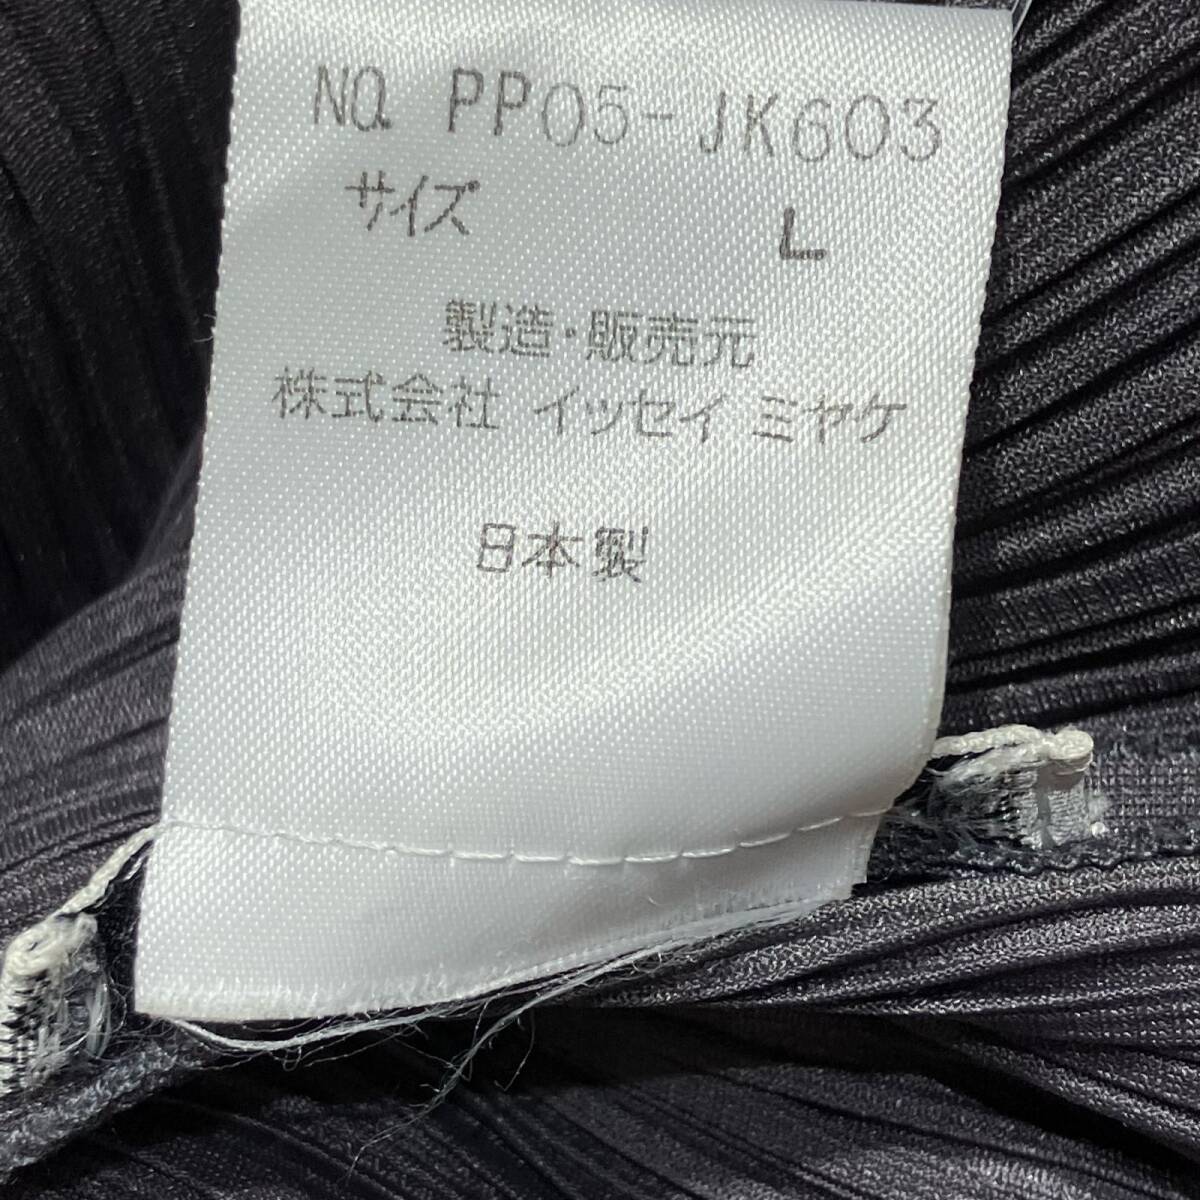 NO. PP05-JK603
サイズ L
製造・販売元
株式会社 イッセイ ミヤケ
日本製